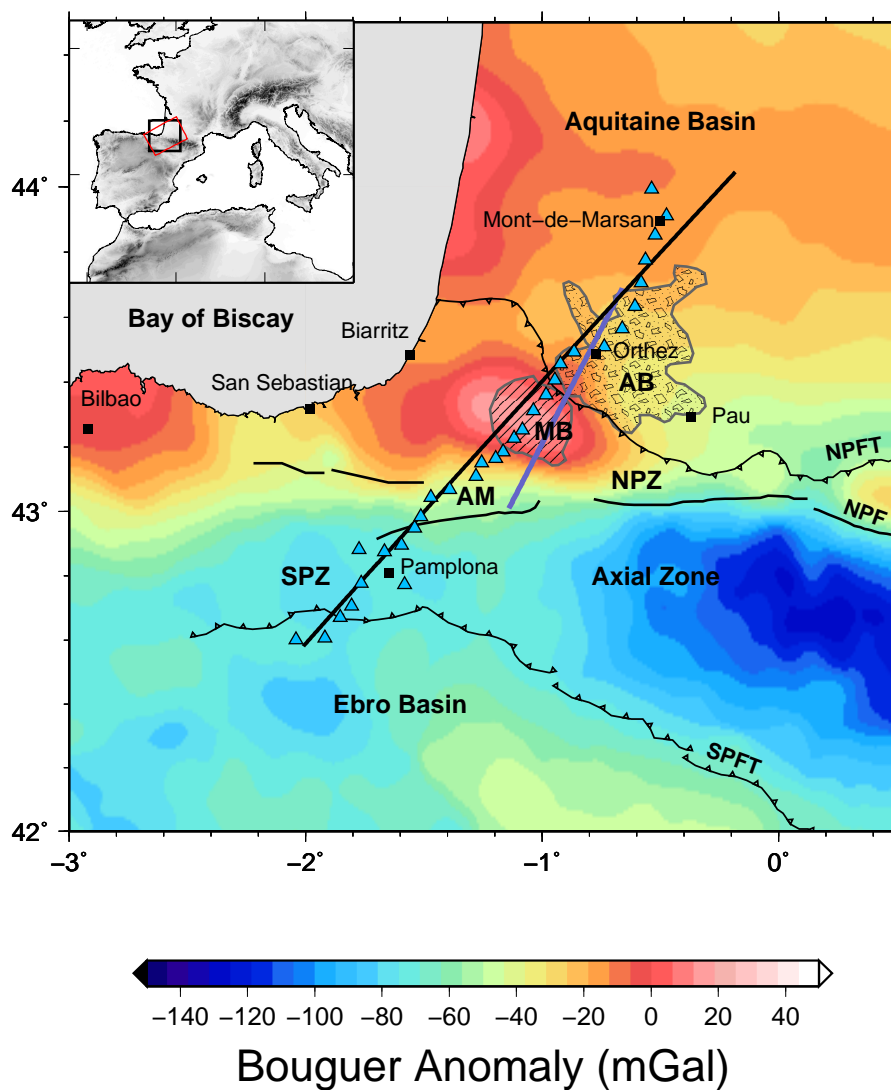 Aquitaine Basin
44°
Mont−de−Marsan
Bay of Biscay
Biarritz
Orthez
San Sebastian
Bilbao
AB
Pau
MB
NPFT
NPZ
AM
43°
NPF
Pamplona
SPZ
Axial Zone
Ebro Basin
SPFT
42°
−3° −2° −1° 0°
−140 −120 −100 −80 −60 −40 −20 0 20 40
Bouguer Anomaly (mGal)